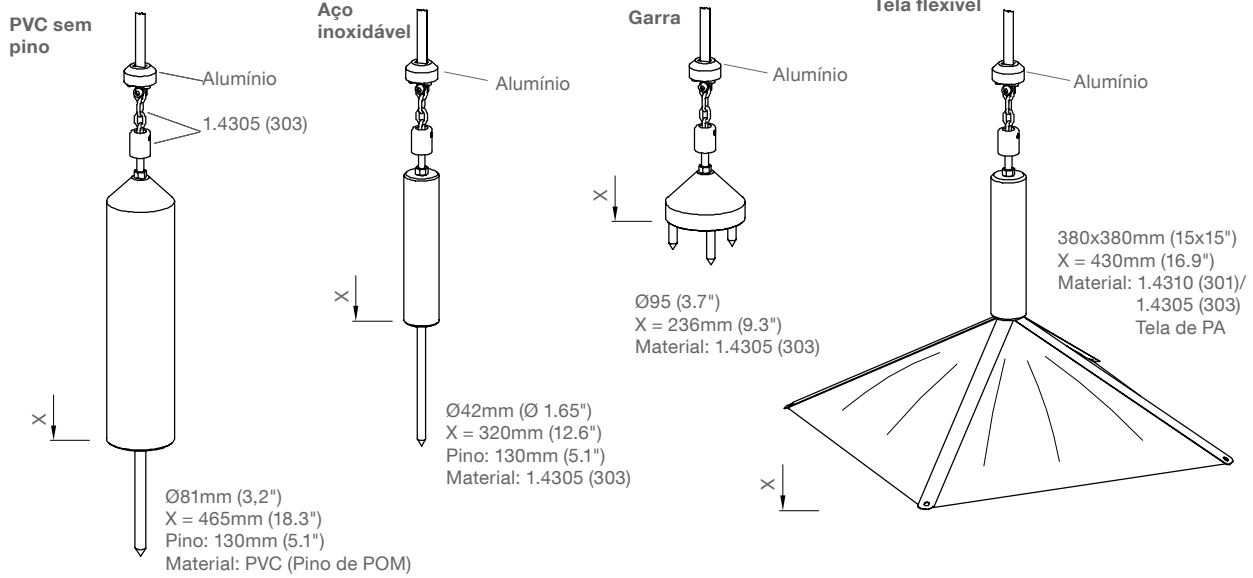 PVC sem
pino
Alumínio
1.4305 (303)
X
Ø81mm (3,2")
X = 465mm (18.3")
Pino: 130mm (5.1")
Material: PVC (Pino de POM)
Aço
inoxidável
Alumínio
X
Ø42mm (Ø 1.65")
X = 320mm (12.6")
Pino: 130mm (5.1")
Material: 1.4305 (303)
Garra
Alumínio
X
Ø95 (3.7")
X = 236mm (9.3")
Material: 1.4305 (303)
Tela flexível
Alumínio
X
380x380mm (15x15")
X = 430mm (16.9")
Material: 1.4310 (301)/
1.4305 (303)
Tela de PA